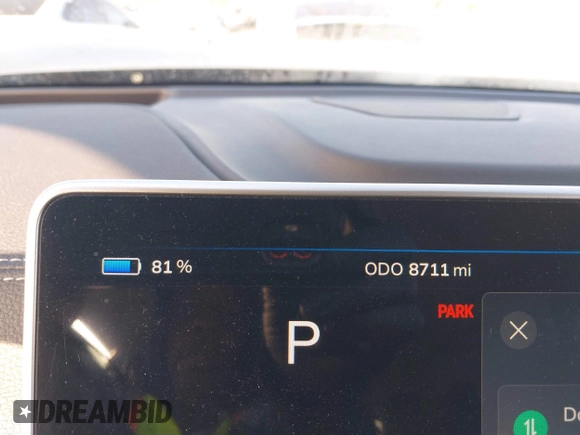 81 % ODO 8711 mi
PARK
P
DREAMBID